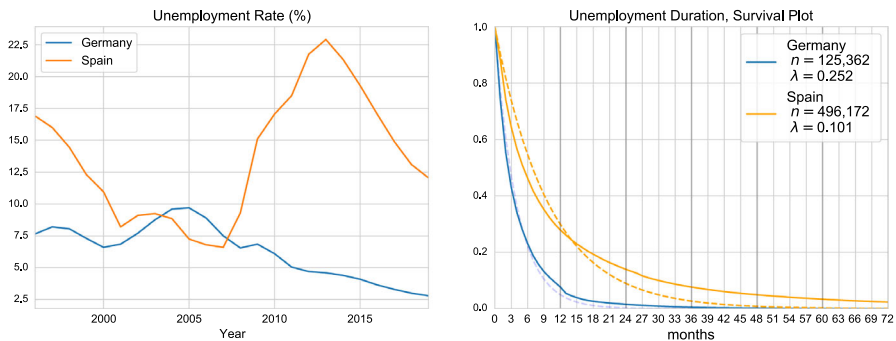 Unemployment Rate (%)
Germany
Spain
22,5
20,0
17,5
15,0
12,5
10,0
7,5
5,0
2,5
2000
2005
2010
2015
Year
Unemployment Duration, Survival Plot
Germany
n = 125,362
λ = 0.252
Spain
n = 496,172
λ = 0.101
1.0
0.8
0.6
0.4
0.2
0.0
0 3 6 9 12 15 18 21 24 27 30 33 36 39 42 45 48 51 54 57 60 63 66 69 72
months